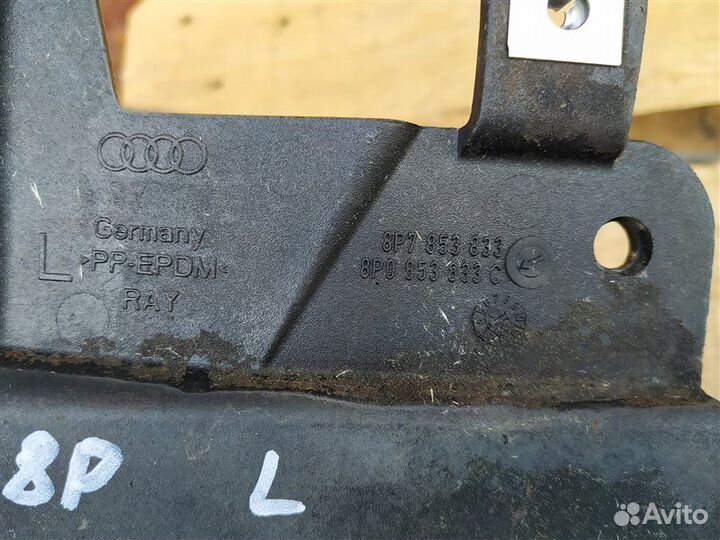 Germany
L >PP-EPDM<
RAY
8P7 853 833
8P0 853 833 C
8P L
Avito